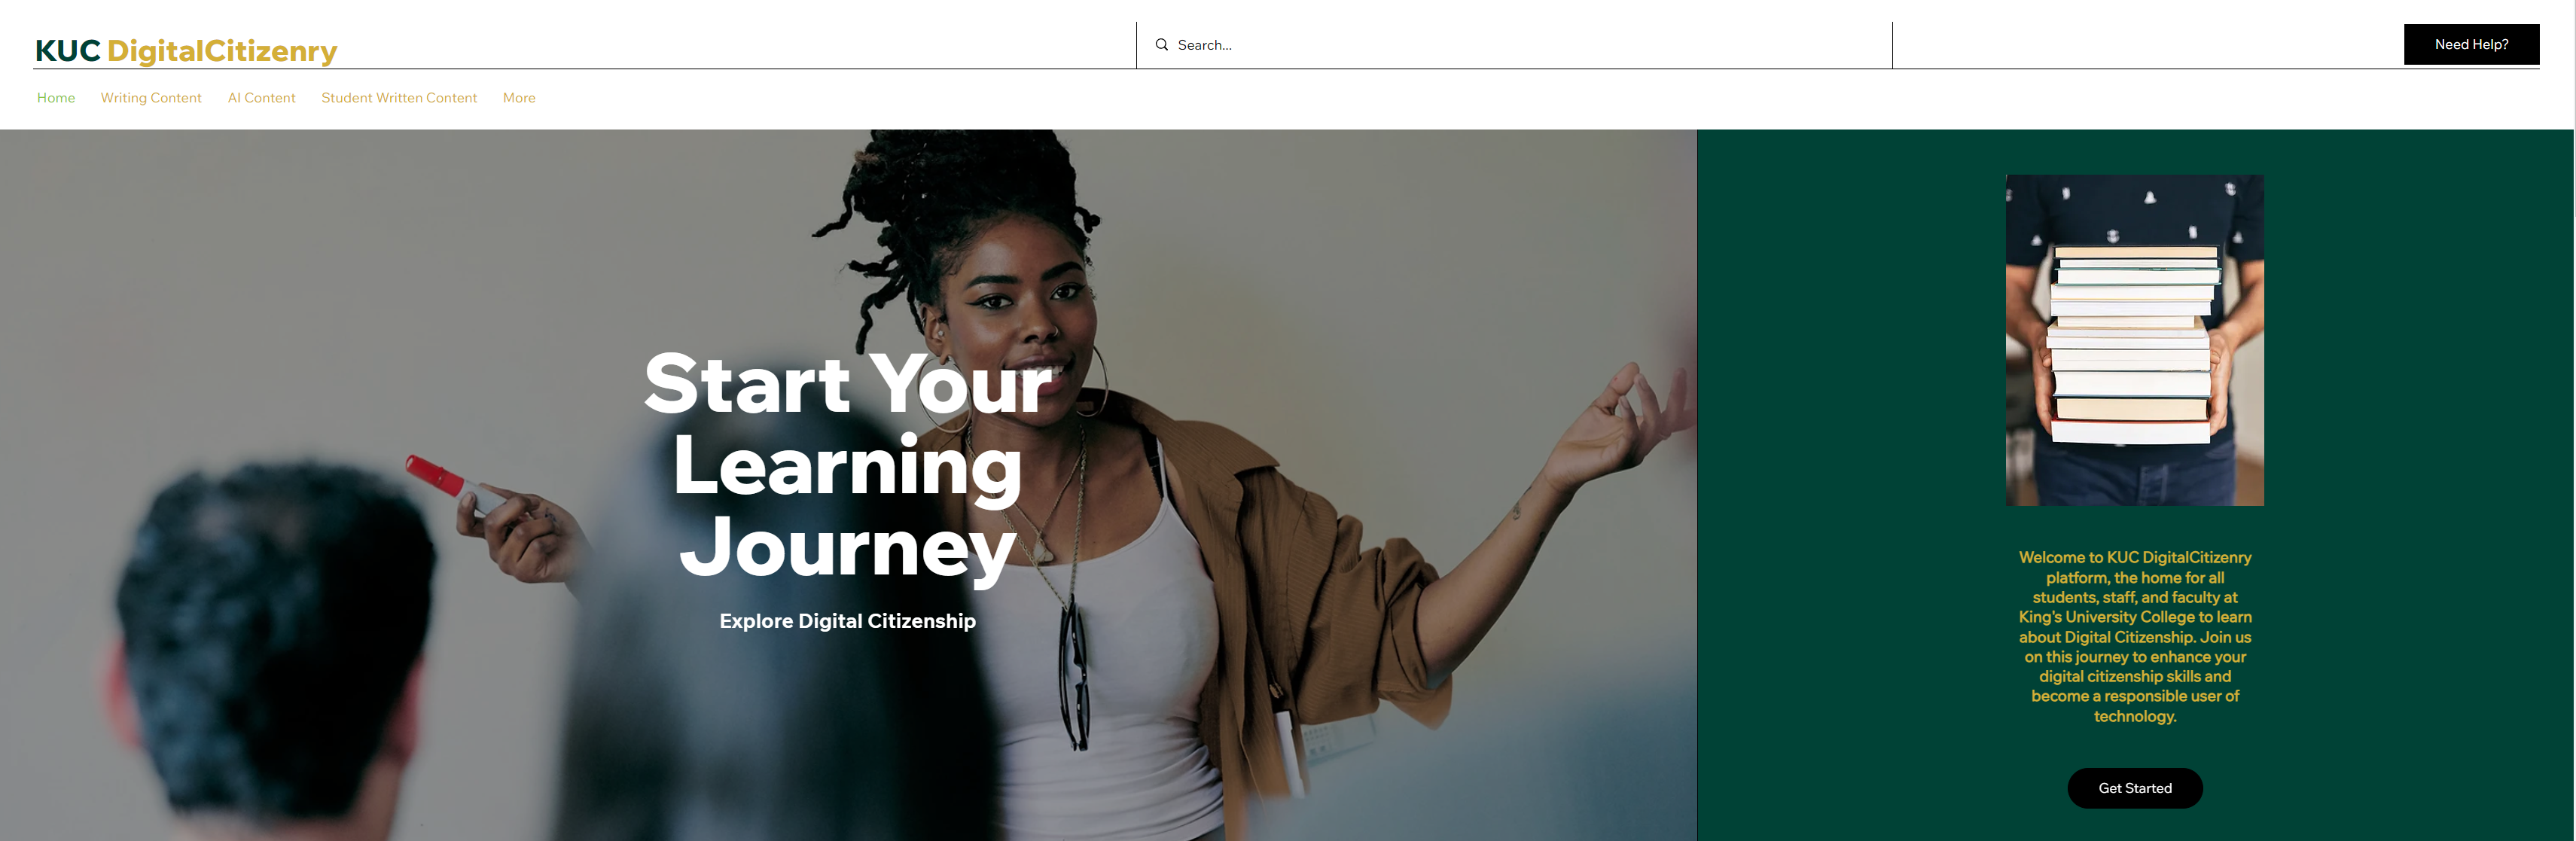 KUC DigitalCitizenry
Search...
Need Help?
Home
Writing Content
AI Content
Student Written Content
More
Start Your
Learning
Journey
Explore Digital Citizenship
Welcome to KUC DigitalCitizenry
platform, the home for all
students, staff, and faculty at
King's University College to learn
about Digital Citizenship. Join us
on this journey to enhance your
digital citizenship skills and
become a responsible user of
technology.
Get Started